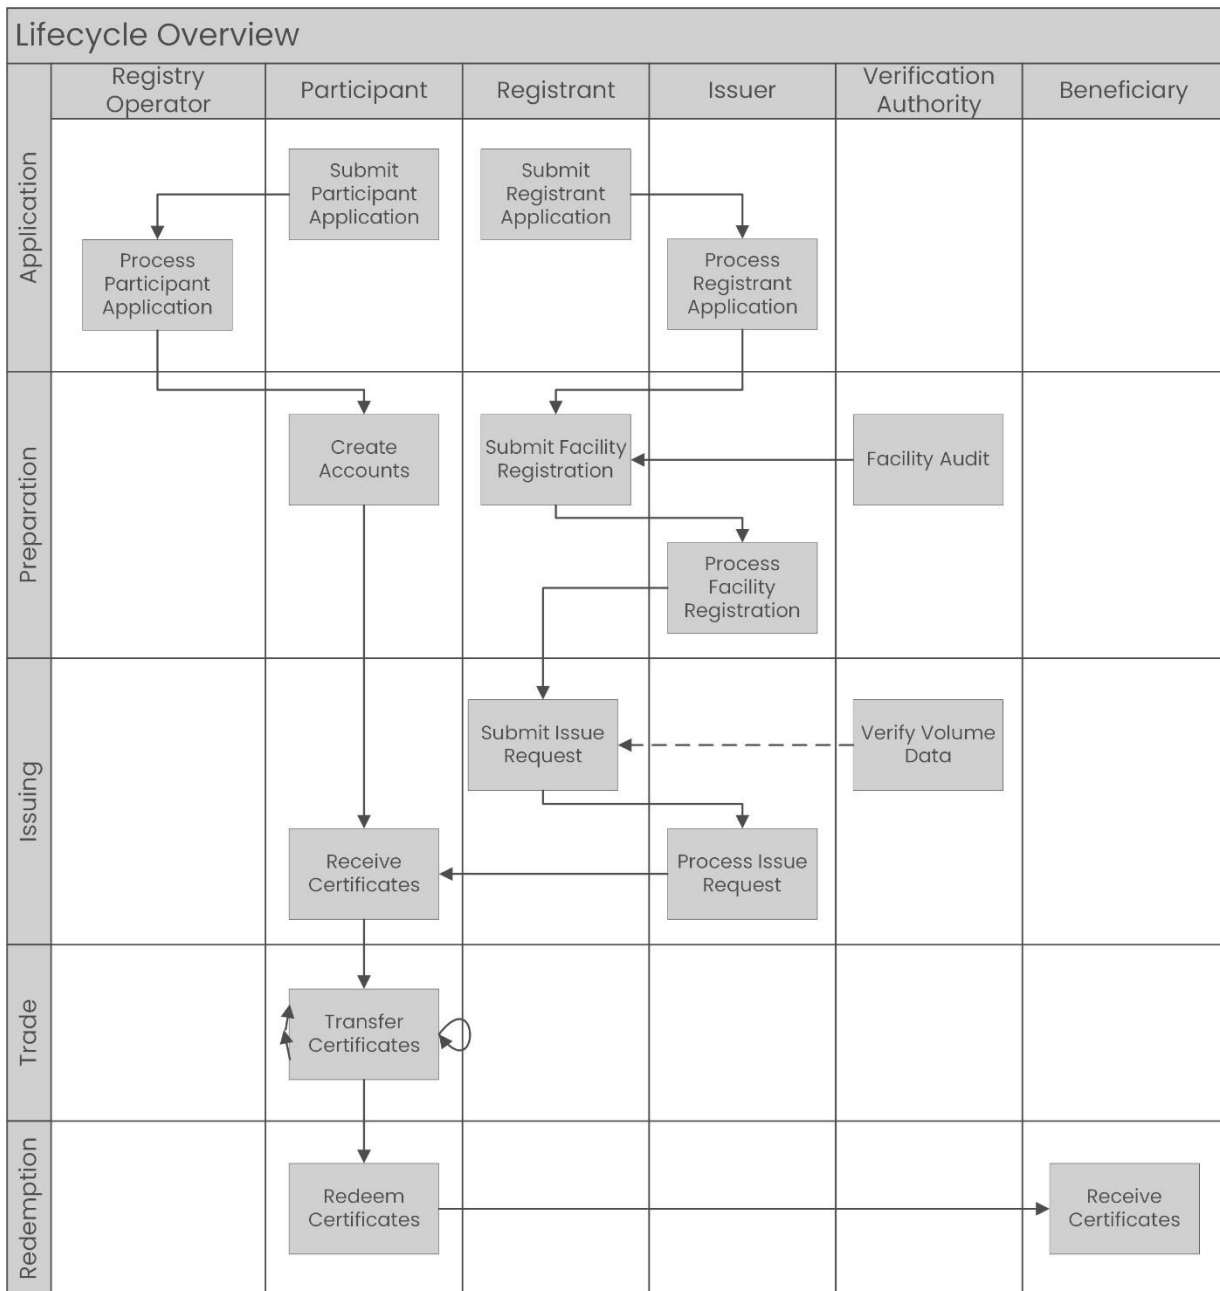 Lifecycle Overview
Registry
Operator
Participant
Registrant
Issuer
Verification
Authority
Beneficiary
Application
Submit
Participant
Application
Submit
Registrant
Application
Process
Participant
Application
Process
Registrant
Application
Preparation
Create
Accounts
Submit Facility
Registration
Facility Audit
Process
Facility
Registration
Issuing
Submit Issue
Request
Verify Volume
Data
Receive
Certificates
Process Issue
Request
Trade
Transfer
Certificates
Redemption
Redeem
Certificates
Receive
Certificates